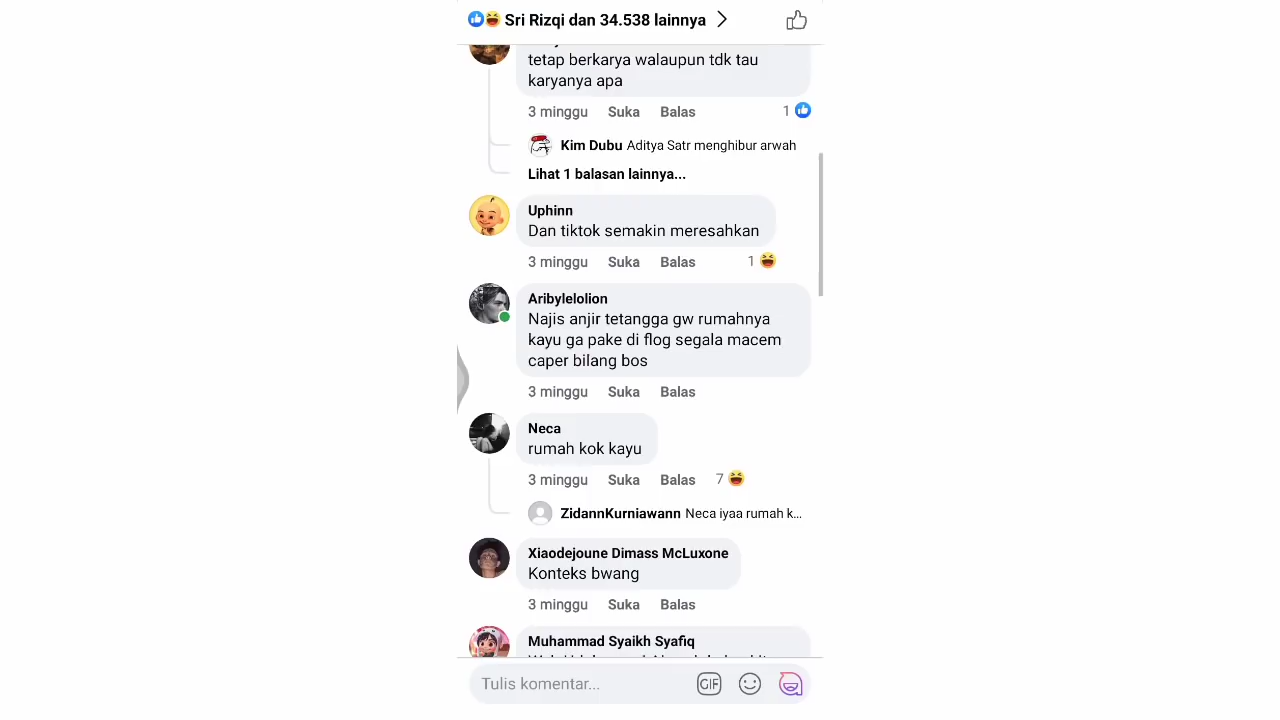 Sri Rizqi dan 34.538 lainnya
tetap berkarya walaupun tdk tau
karyanya apa
3 minggu Suka Balas 1
Kim Dubu Aditya Satr menghibur arwah
Lihat 1 balasan lainnya...
Uphinn
Dan tiktok semakin meresahkan
3 minggu Suka Balas 1
Aribylelolion
Najis anjir tetangga gw rumahnya
kayu ga pake di flog segala macem
caper bilang bos
3 minggu Suka Balas
Neca
rumah kok kayu
3 minggu Suka Balas 7
ZidannKurniawann Neca iyaa rumah k...
Xiaodejoune Dimass McLuxone
Konteks bwang
3 minggu Suka Balas
Muhammad Syaikh Syafiq
Tulis komentar...
GIF